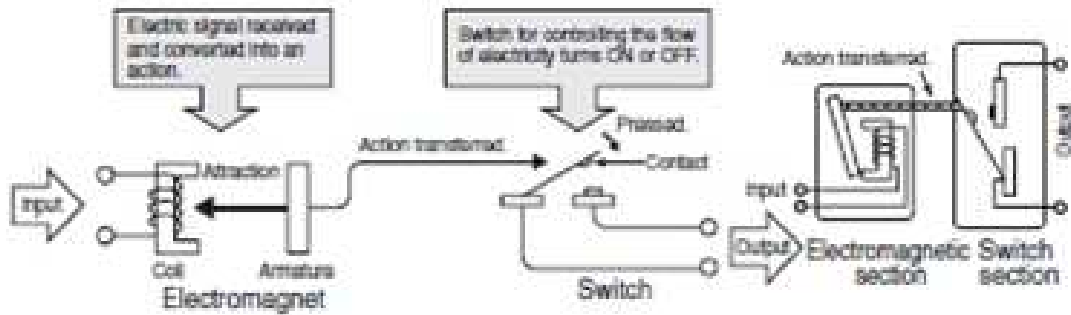 Electric signal received
and converted into an
action.
Switch for controlling the flow
of electricity turns ON or OFF.
Action transferred.
Pressed.
Action transferred.
Contact
Attraction
Input
Coil
Armature
Electromagnet
Switch
Output
Input
Electromagnetic
section
Switch
section
Output